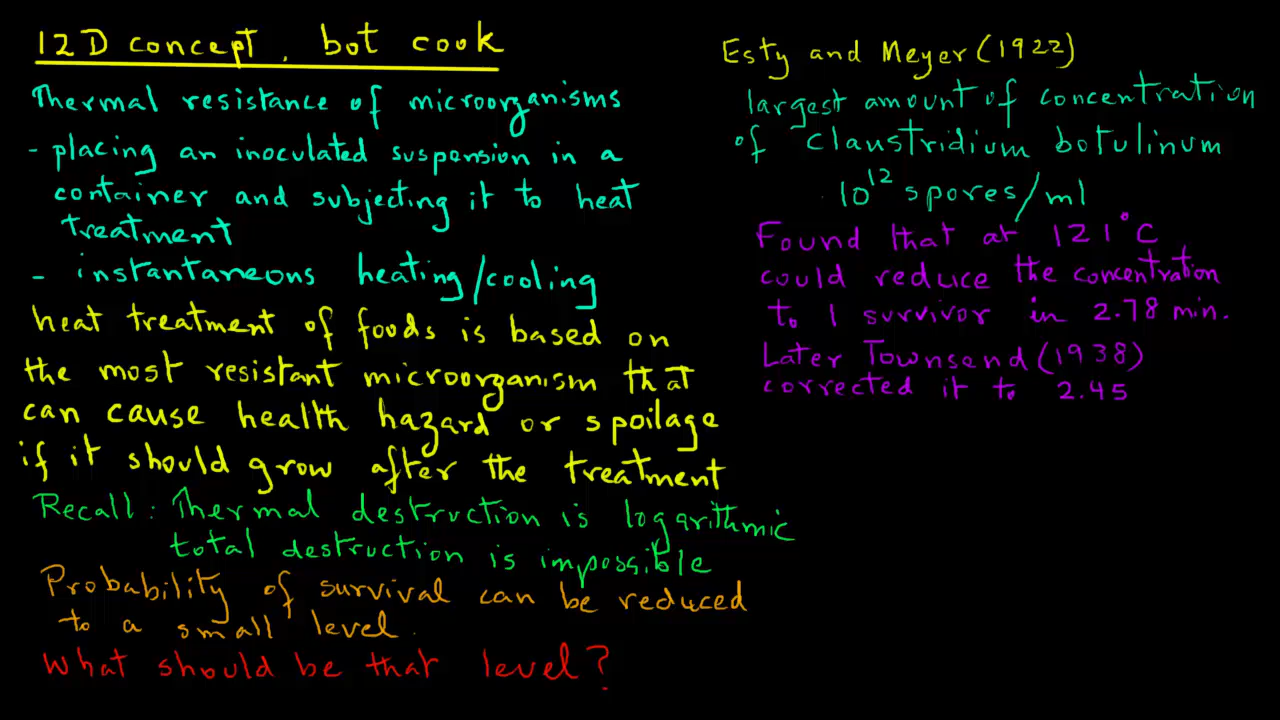 12D concept, bot cook
Thermal resistance of microorganisms
- placing an inoculated suspension in a
container and subjecting it to heat
treatment
- instantaneous heating/cooling
heat treatment of foods is based on
the most resistant microorganism that
can cause health hazard or spoilage
if it should grow after the treatment
Recall: Thermal destruction is logarithmic
total destruction is impossible
Probability of survival can be reduced
to a small level.
What should be that level?
Esty and Meyer (1922)
largest amount of concentration
of Claustridium botulinum
10^12 spores/ml
Found that at 121°C
could reduce the concentration
to 1 survivor in 2.78 min.
Later Townsend (1938)
corrected it to 2.45